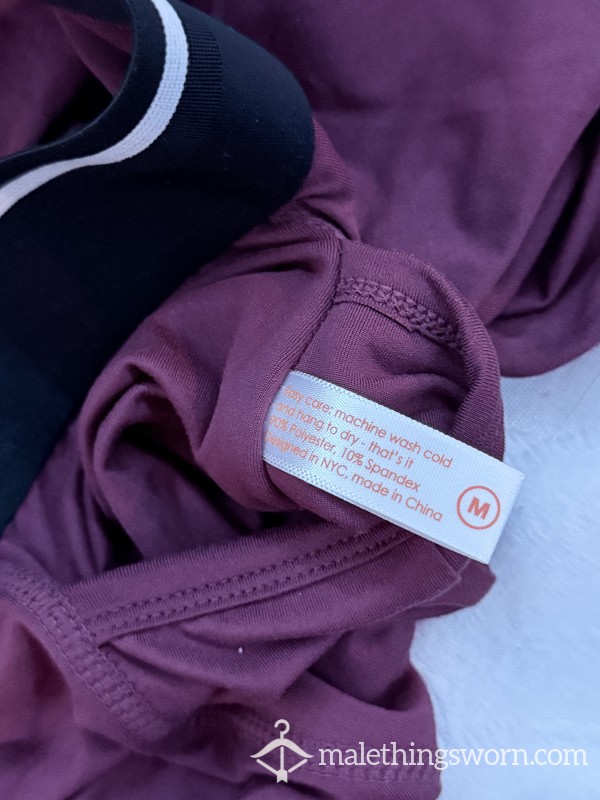 easy care: machine wash cold
and hang to dry - that's it
90% Polyester, 10% Spandex
designed in NYC, made in China
M
malethingsworn.com